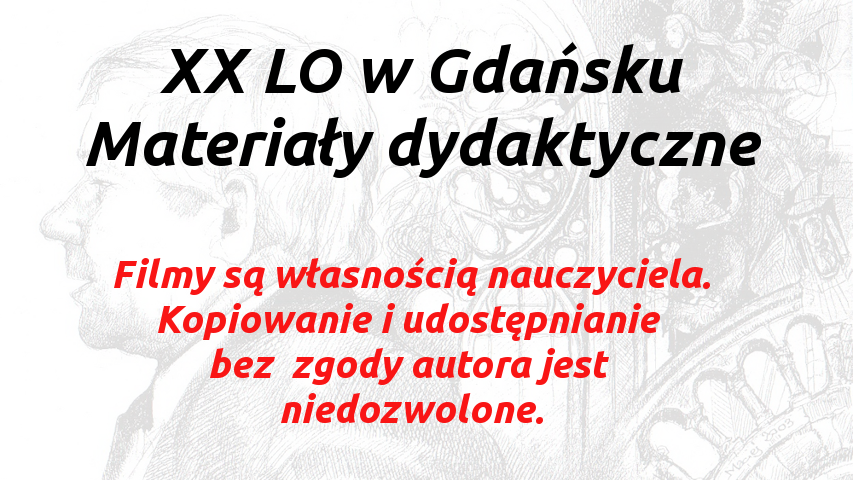 XX LO w Gdańsku
Materiały dydaktyczne
Filmy są własnością nauczyciela.
Kopiowanie i udostępnianie
bez zgody autora jest
niedozwolone.